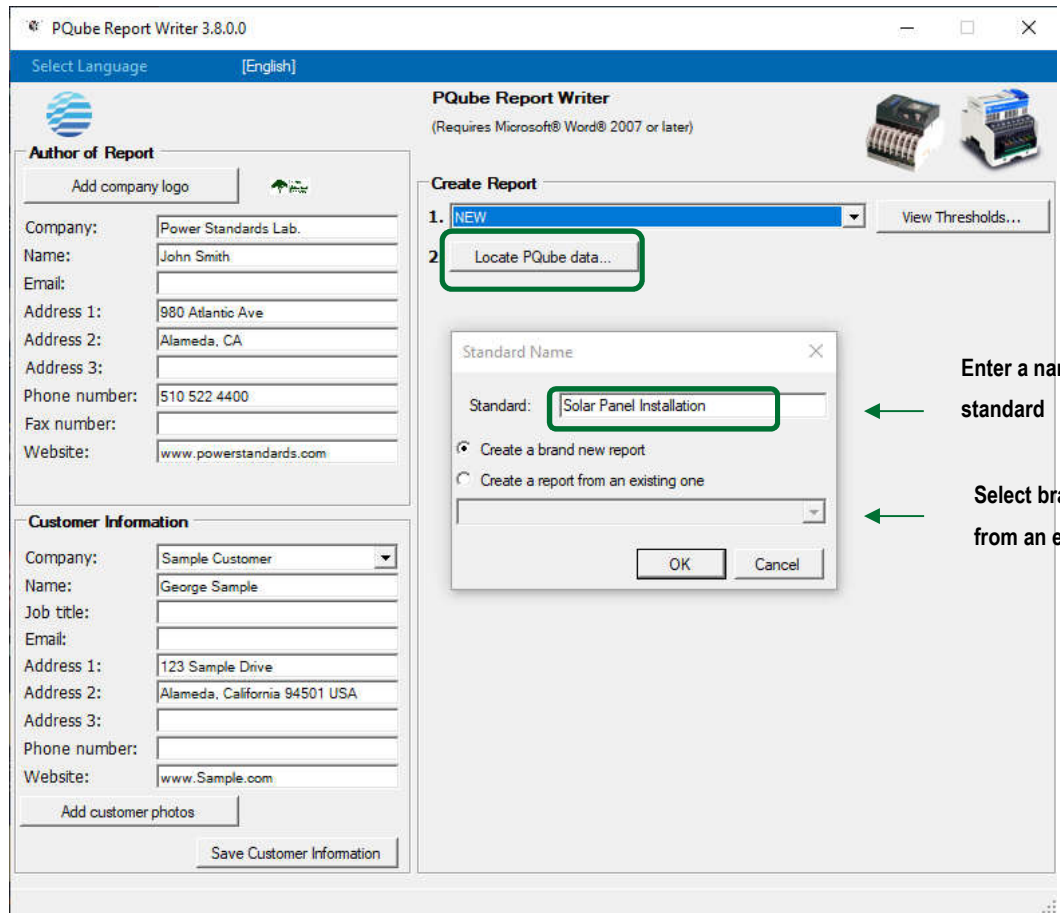 PQube Report Writer 3.8.0.0
Select Language [English]
PQube Report Writer
(Requires Microsoft® Word® 2007 or later)
Author of Report
Add company logo
Company: Power Standards Lab.
Name: John Smith
Email:
Address 1: 980 Atlantic Ave
Address 2: Alameda, CA
Address 3:
Phone number: 510 522 4400
Fax number:
Website: www.powerstandards.com
Customer Information
Company: Sample Customer
Name: George Sample
Job title:
Email:
Address 1: 123 Sample Drive
Address 2: Alameda, California 94501 USA
Address 3:
Phone number:
Website: www.Sample.com
Add customer photos
Save Customer Information
Create Report
1. NEW View Thresholds...
2 Locate PQube data...
Standard Name
Standard: Solar Panel Installation
Create a brand new report
Create a report from an existing one
OK Cancel
Enter a
standard
Select
from an